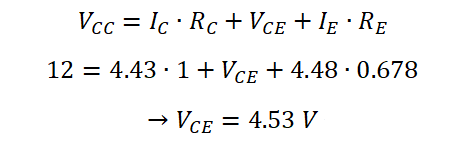 V_CC = I_C · R_C + V_CE + I_E · R_E
12 = 4.43 · 1 + V_CE + 4.48 · 0.678
→ V_CE = 4.53 V